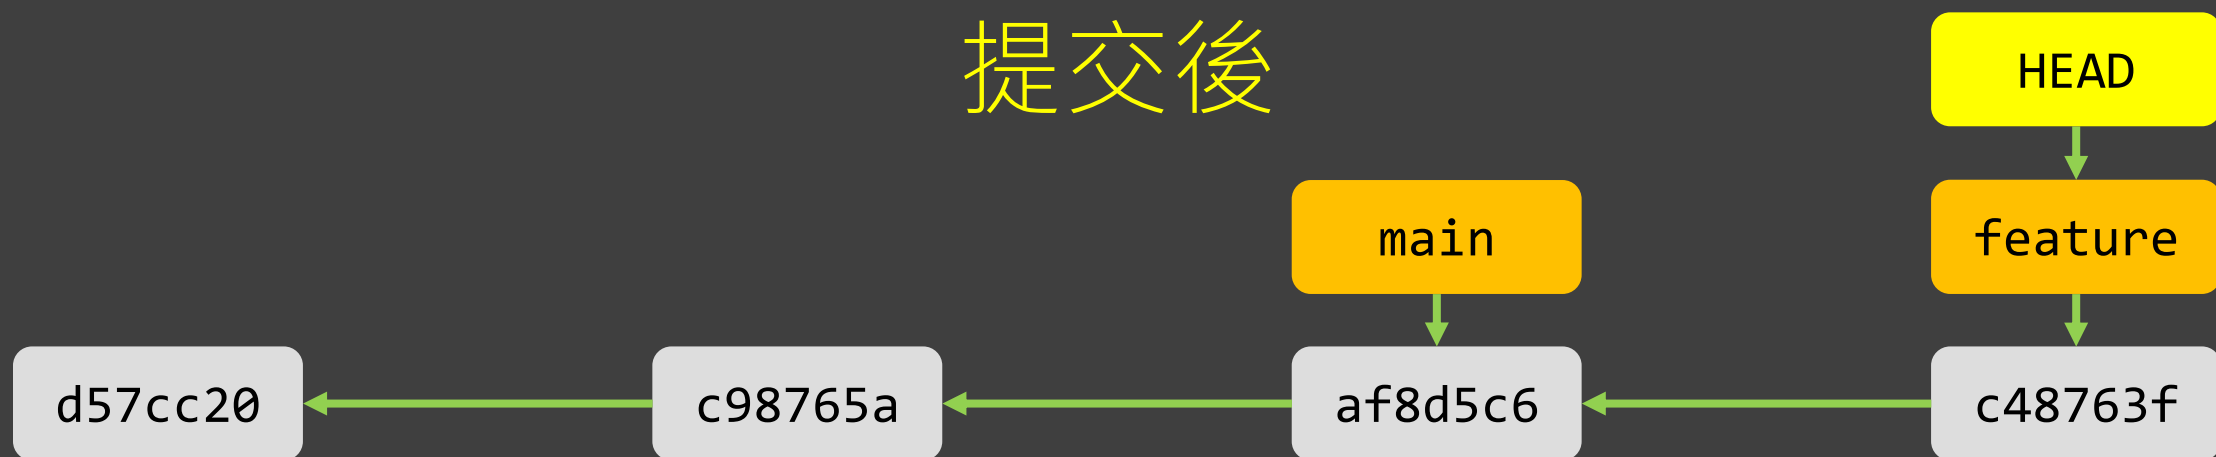 提交後
HEAD
main
feature
d57cc20
c98765a
af8d5c6
c48763f